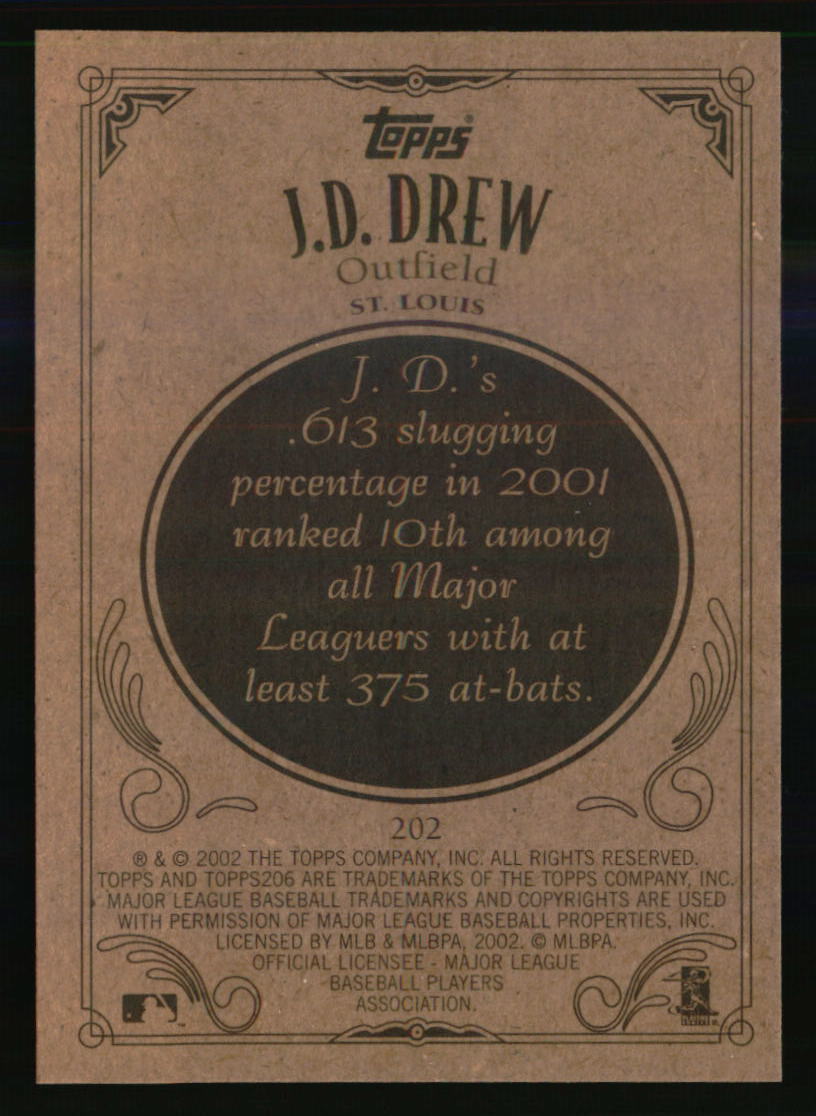 topps®
J.D. DREW
Outfield
ST. LOUIS
J. D.'s
.613 slugging
percentage in 2001
ranked 10th among
all Major
Leaguers with at
least 375 at-bats.
202
® & © 2002 THE TOPPS COMPANY, INC. ALL RIGHTS RESERVED.
TOPPS AND TOPPS206 ARE TRADEMARKS OF THE TOPPS COMPANY, INC.
MAJOR LEAGUE BASEBALL TRADEMARKS AND COPYRIGHTS ARE USED
WITH PERMISSION OF MAJOR LEAGUE BASEBALL PROPERTIES, INC.
LICENSED BY MLB & MLBPA, 2002. © MLBPA.
OFFICIAL LICENSEE - MAJOR LEAGUE
BASEBALL PLAYERS
ASSOCIATION.